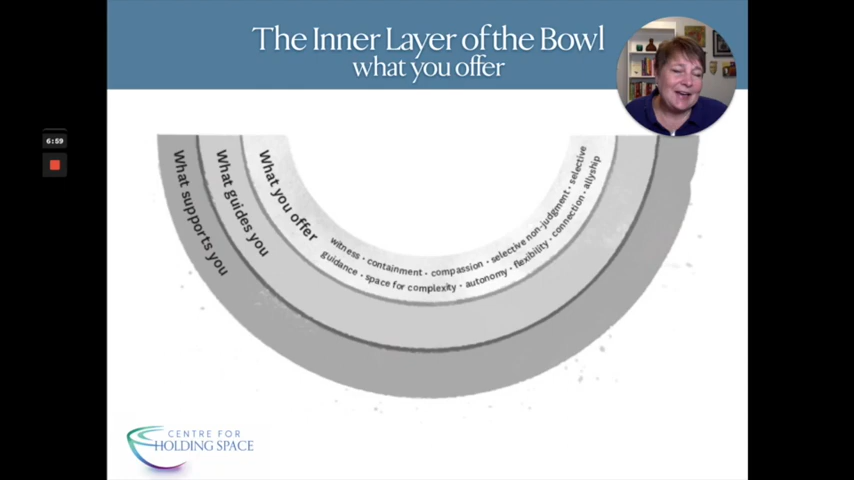 The Inner Layer of the Bowl
what you offer
6:59
What supports you
What guides you
What you offer
witness · containment · compassion · selective non-judgment · selective
guidance · space for complexity · autonomy · flexibility · connection · allyship
CENTRE FOR
HOLDING SPACE